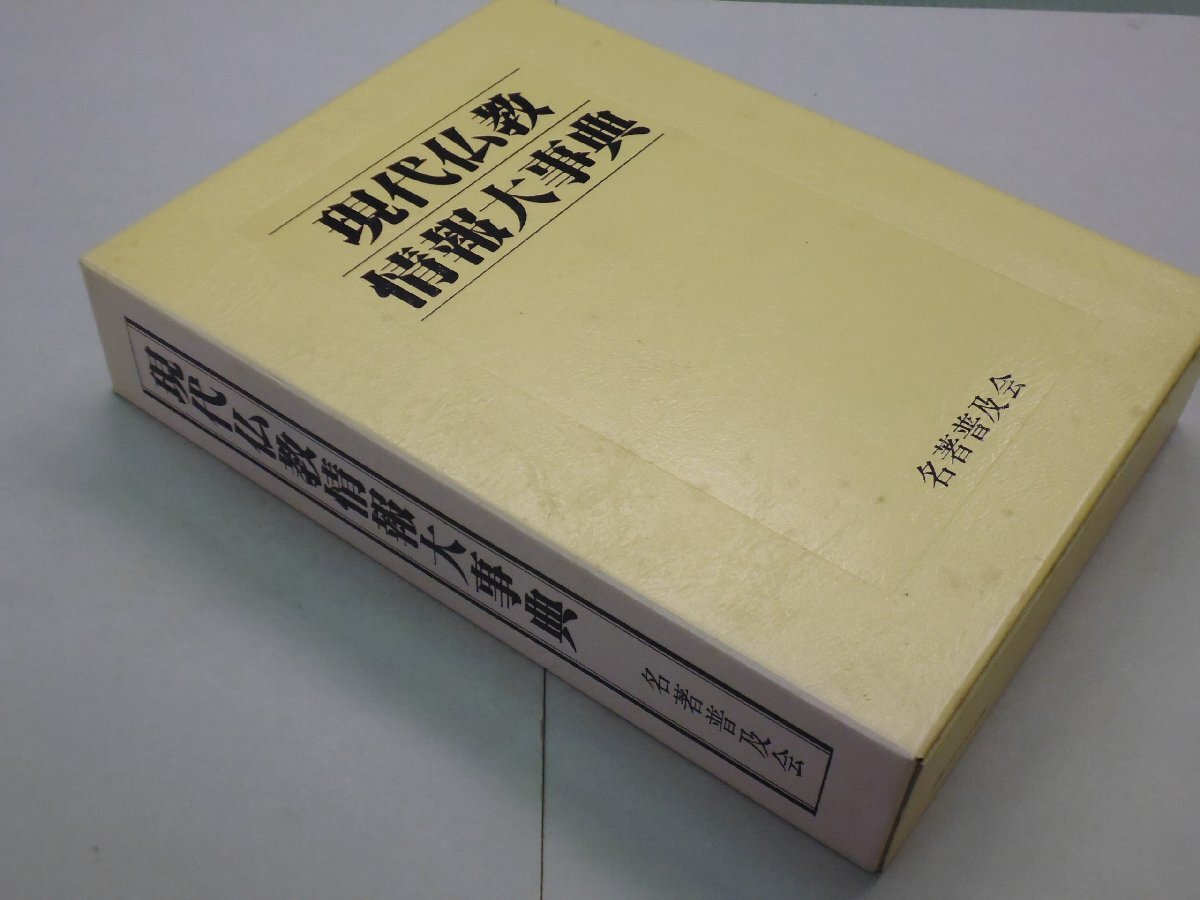 現代仏教
情報大事典
名著普及会
現代仏教情報大事典
名著普及会